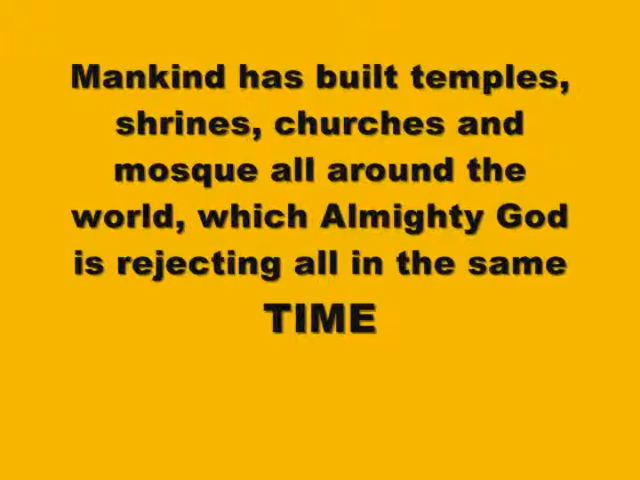 Mankind has built temples,
shrines, churches and
mosque all around the
world, which Almighty God
is rejecting all in the same
TIME